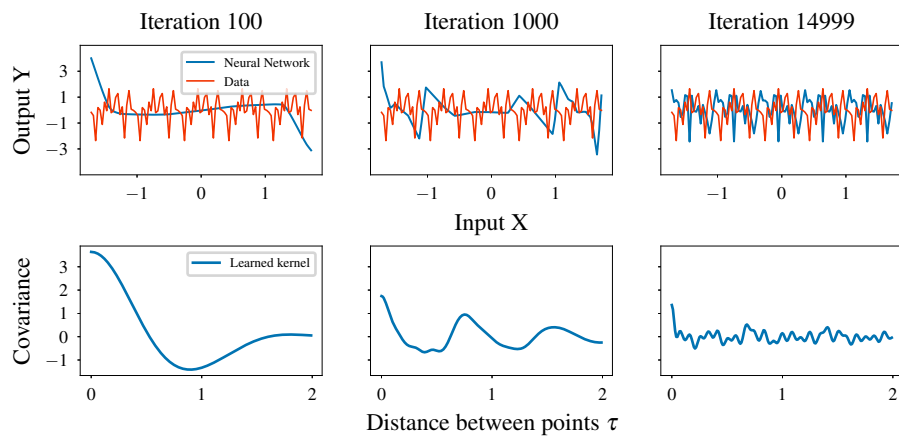 Iteration 100
Iteration 1000
Iteration 14999
Output Y
3
1
−1
−3
Neural Network
Data
−1
0
1
−1
0
1
−1
0
1
Input X
Covariance
3
2
1
0
−1
Learned kernel
0
1
2
0
1
2
0
1
2
Distance between points τ